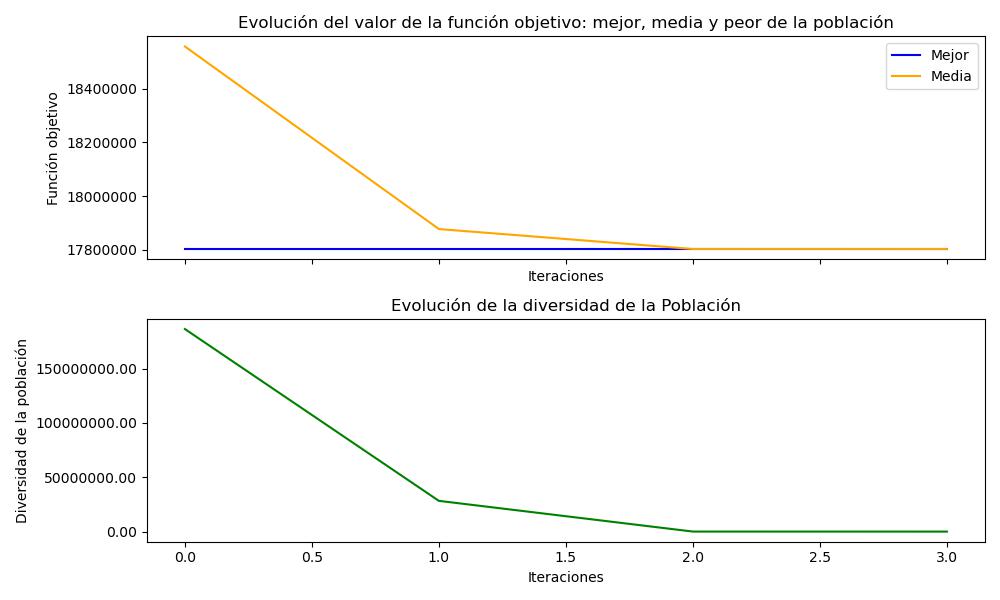 Evolución del valor de la función objetivo: mejor, media y peor de la población
Mejor
Media
Función objetivo
18400000
18200000
18000000
17800000
Iteraciones
Evolución de la diversidad de la Población
Diversidad de la población
150000000.00
100000000.00
50000000.00
0.00
0.0 0.5 1.0 1.5 2.0 2.5 3.0
Iteraciones